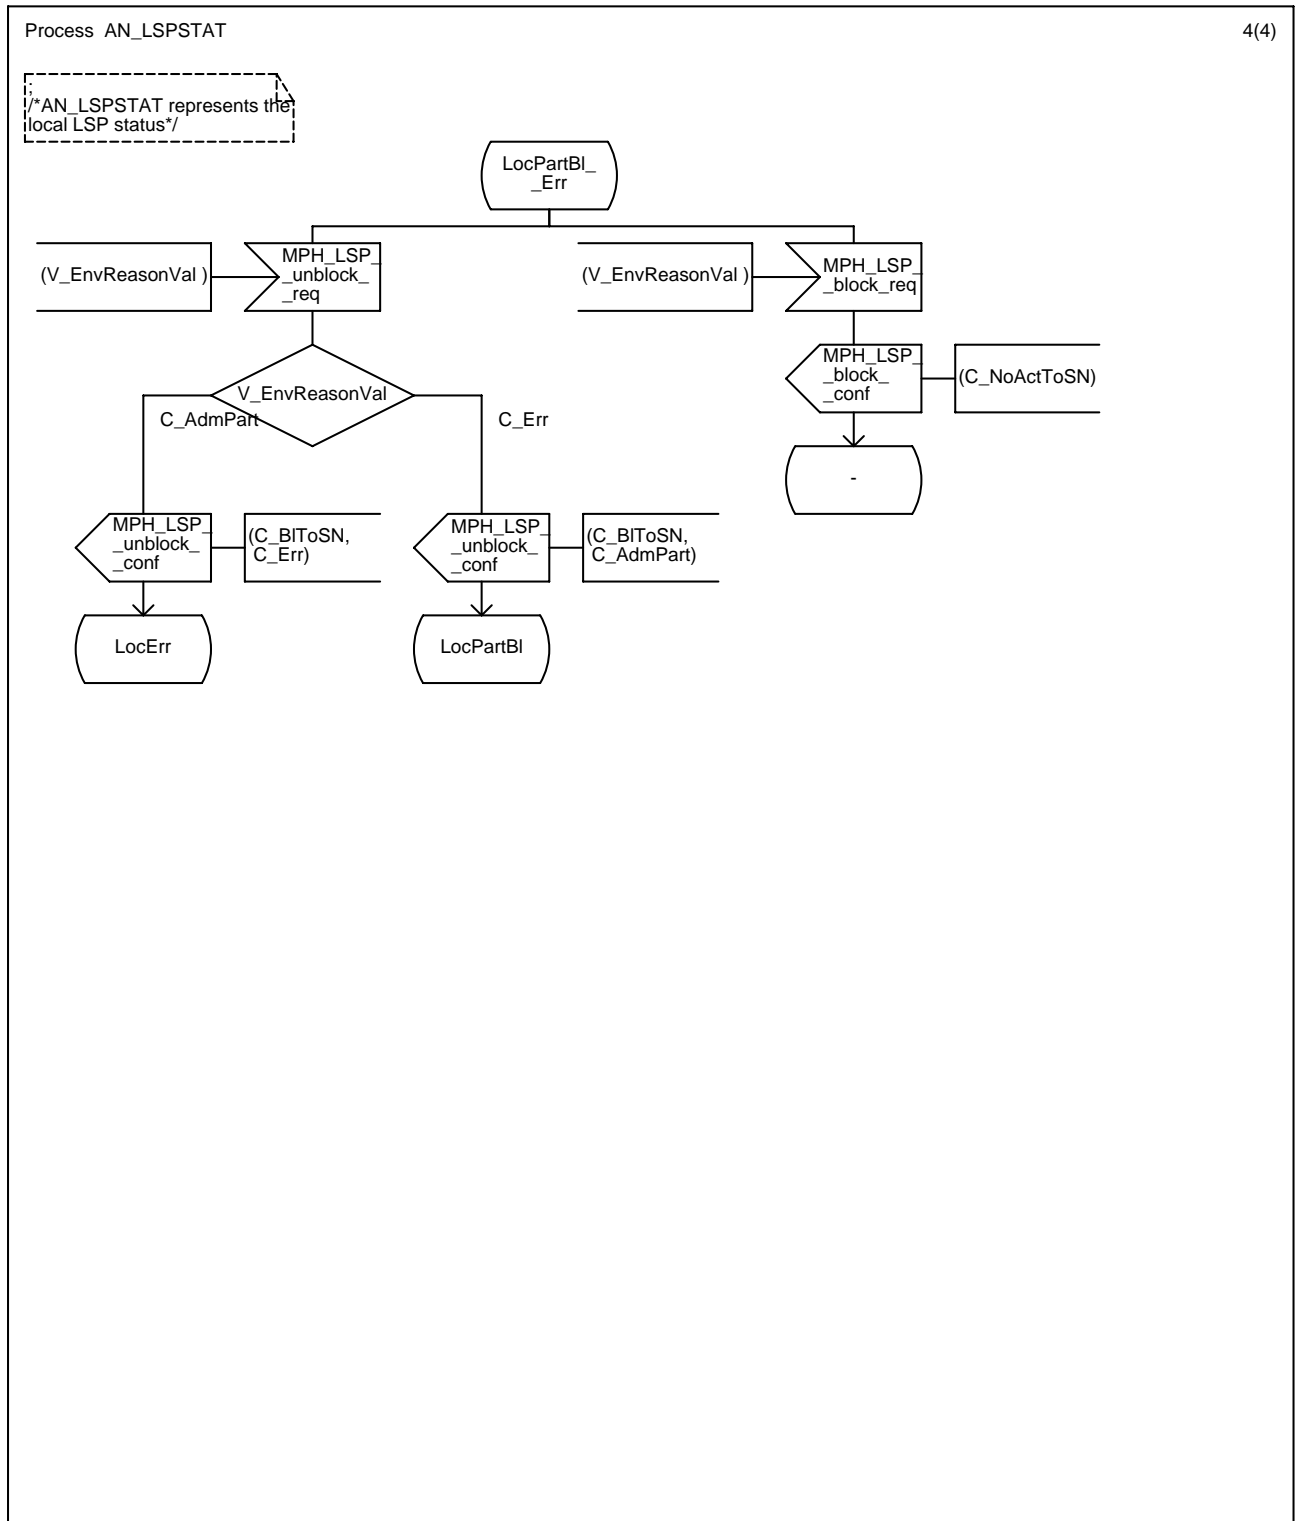 Process AN_LSPSTAT
4(4)
;
/*AN_LSPSTAT represents the
local LSP status*/
LocPartBl_
_Err
(V_EnvReasonVal )
MPH_LSP_
_unblock_
_req
(V_EnvReasonVal )
MPH_LSP_
_block_req
V_EnvReasonVal
C_AdmPart
C_Err
MPH_LSP_
_block_
_conf
(C_NoActToSN)
-
MPH_LSP_
_unblock_
_conf
(C_BlToSN,
C_Err)
MPH_LSP_
_unblock_
_conf
(C_BlToSN,
C_AdmPart)
LocErr
LocPartBl